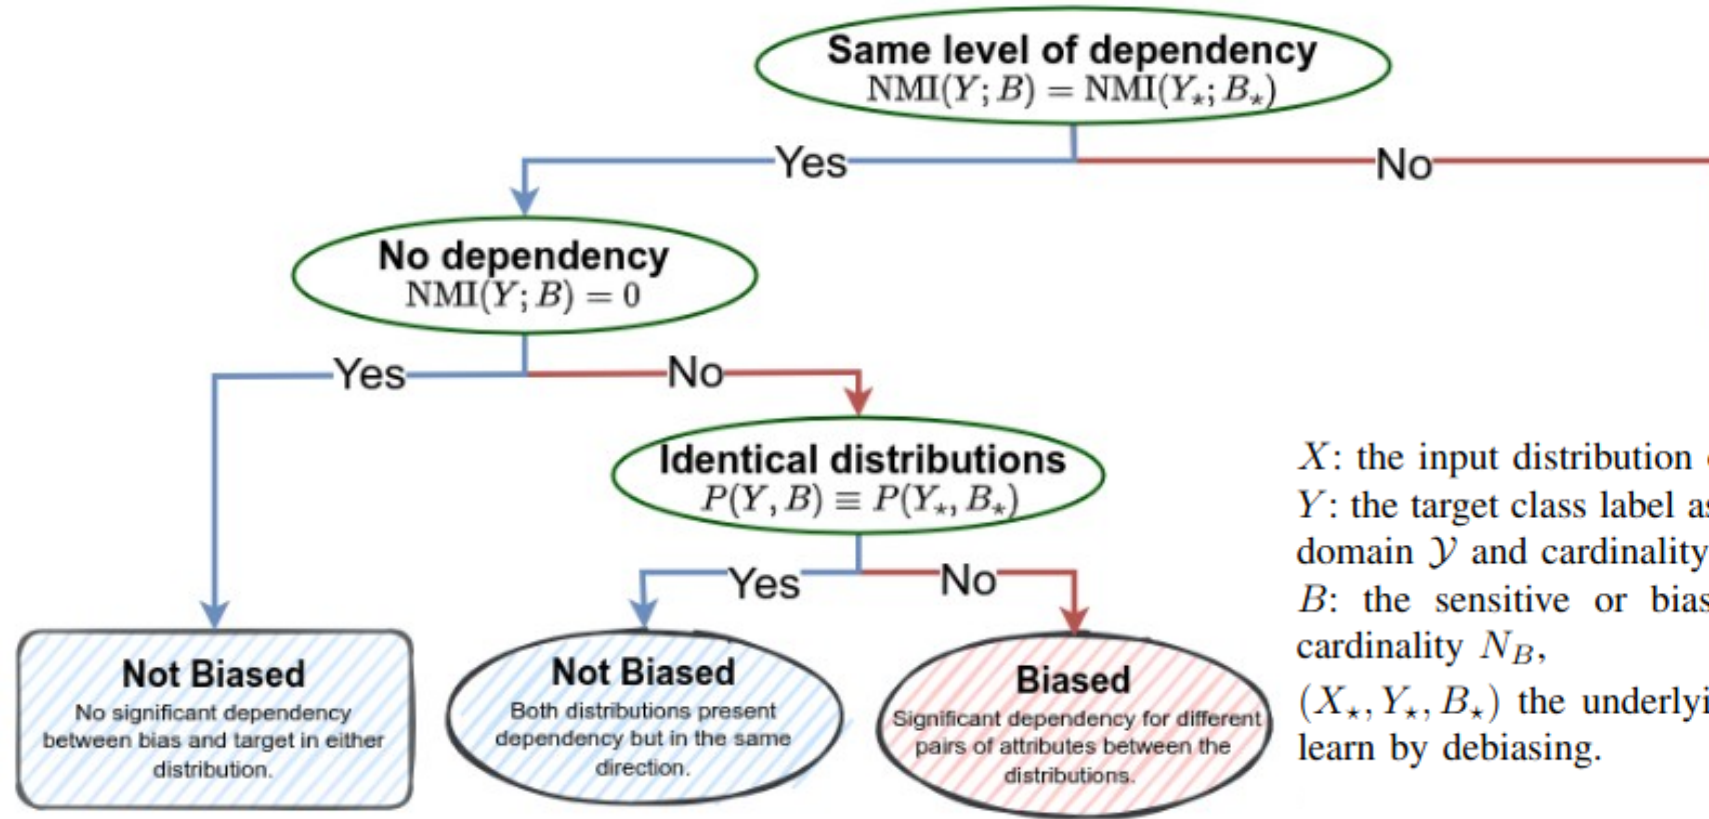 Same level of dependency
NMI(Y; B) = NMI(Y⋆; B⋆)
Yes
No
No dependency
NMI(Y; B) = 0
Yes
No
Identical distributions
P(Y, B) ≡ P(Y⋆, B⋆)
Yes
No
Not Biased
No significant dependency
between bias and target in either
distribution.
Not Biased
Both distributions present
dependency but in the same
direction.
Biased
Significant dependency for different
pairs of attributes between the
distributions.
X: the input distribution
Y: the target class label as
domain 𝒴 and cardinality
B: the sensitive or bias
cardinality N_B,
(X⋆, Y⋆, B⋆) the underlyi
learn by debiasing.